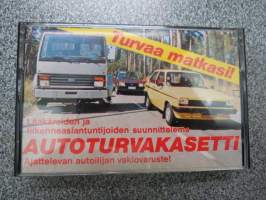 Turvaa matkasi!
Lääkäreiden ja
liikenneasiantuntijoiden suunnittelema
AUTOTURVAKASETTI
Ajattelevan autoilijan vakiovaruste!